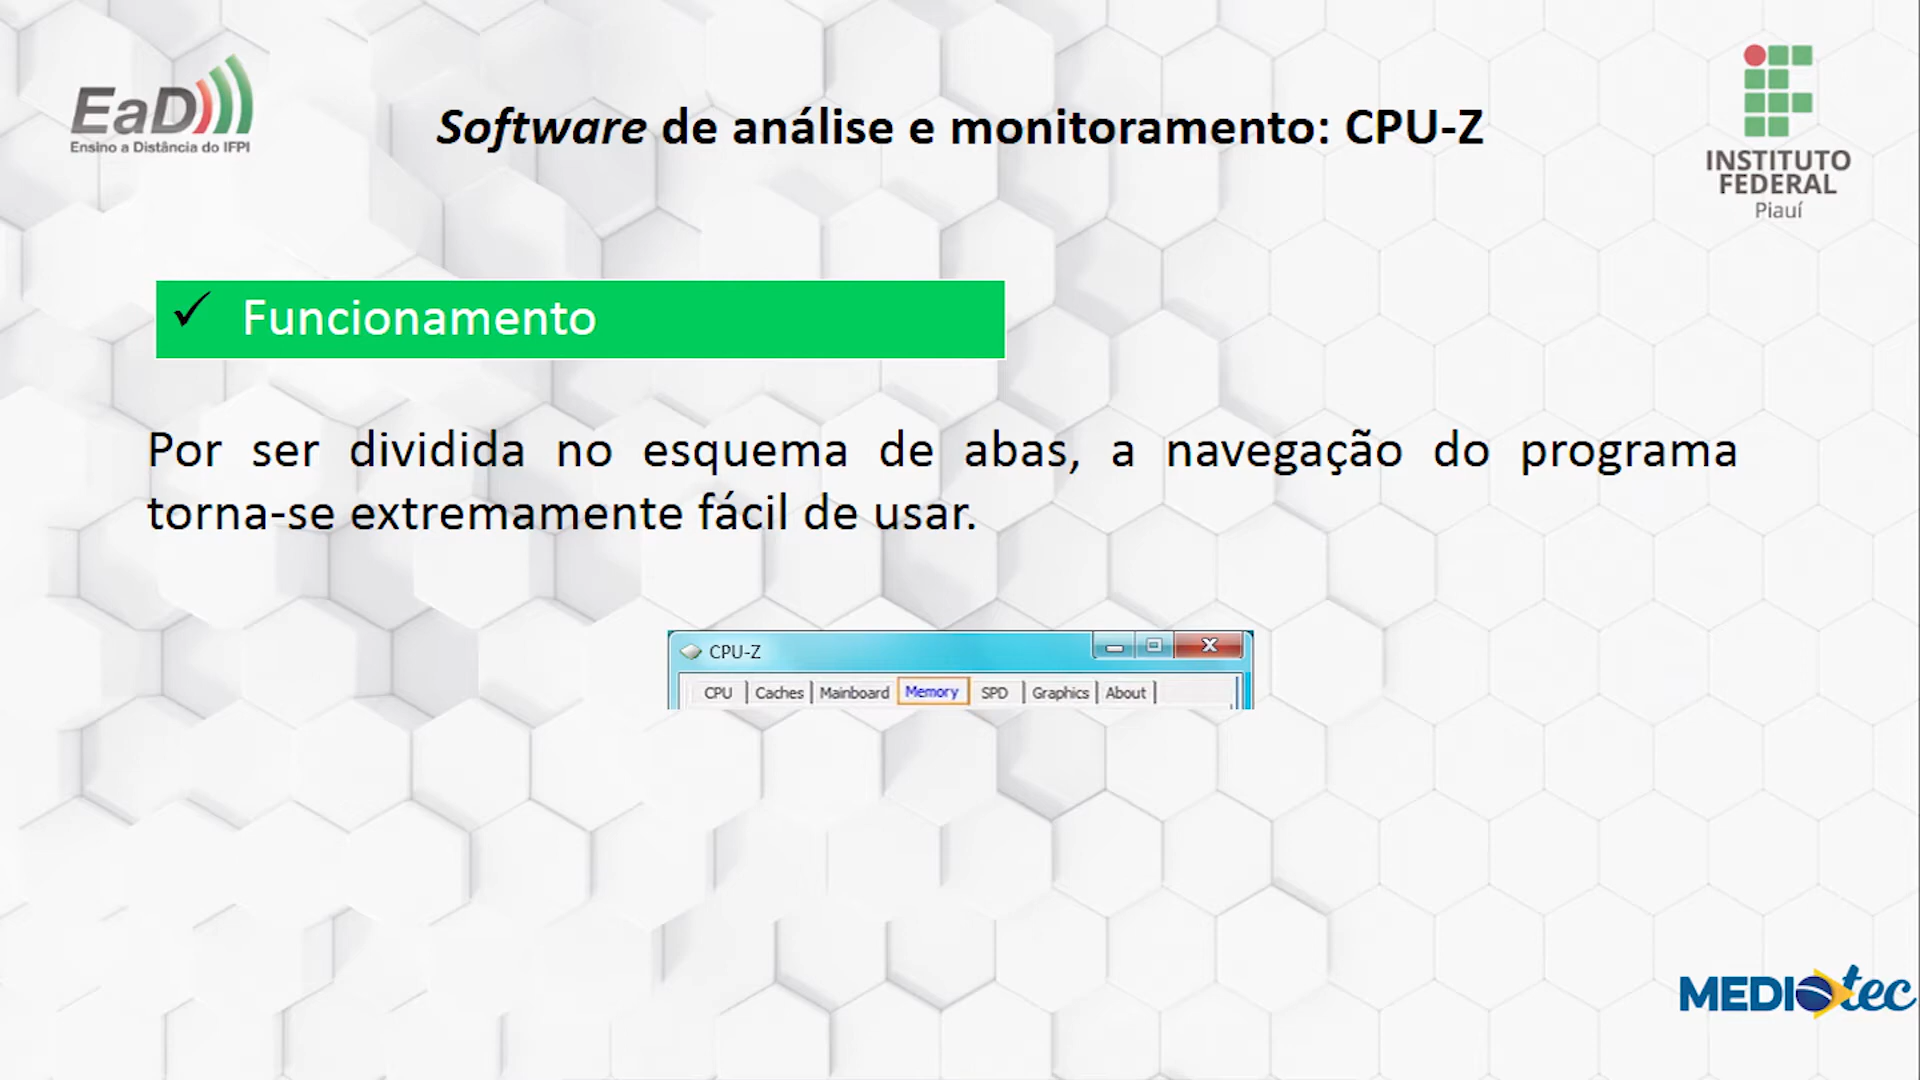 EaD
Ensino a Distância do IFPI
Software de análise e monitoramento: CPU-Z
INSTITUTO
FEDERAL
Piauí
✓ Funcionamento
Por ser dividida no esquema de abas, a navegação do programa
torna-se extremamente fácil de usar.
CPU-Z
CPU Caches Mainboard Memory SPD Graphics About
MEDIOtec